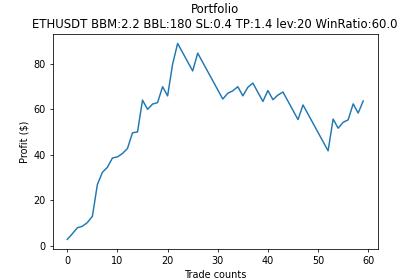 Portfolio
ETHUSDT BBM:2.2 BBL:180 SL:0.4 TP:1.4 lev:20 WinRatio:60.0
Profit ($)
80
60
40
20
0
0 10 20 30 40 50 60
Trade counts